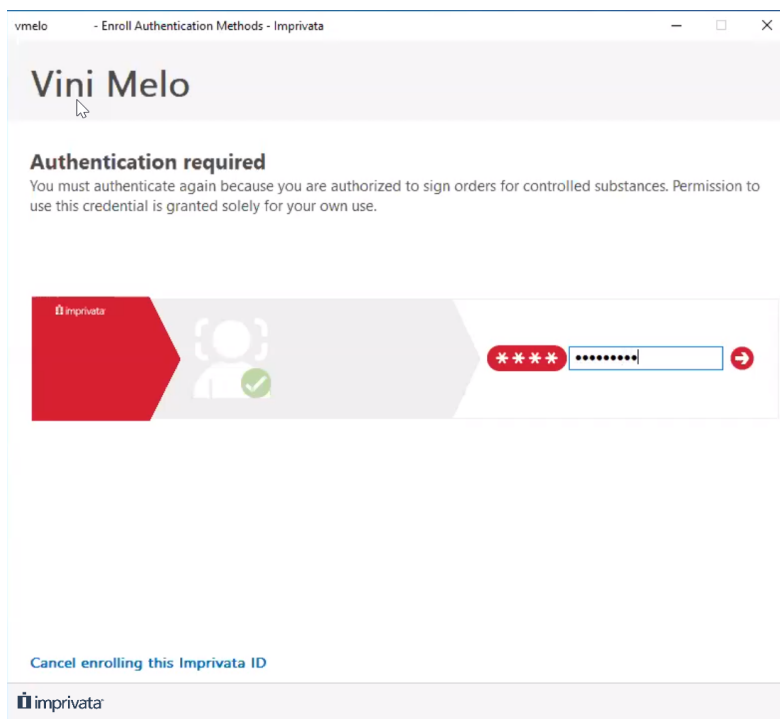 vmelo - Enroll Authentication Methods - Imprivata
Vini Melo
Authentication required
You must authenticate again because you are authorized to sign orders for controlled substances. Permission to
use this credential is granted solely for your own use.
imprivata
****
•••••••••
Cancel enrolling this Imprivata ID
imprivata